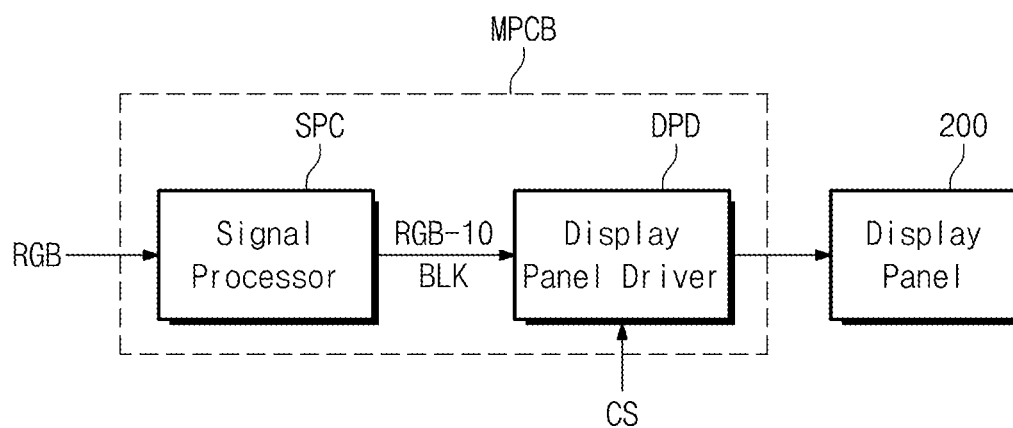 MPCB
SPC
DPD
200
RGB
Signal
Processor
RGB-10
BLK
Display
Panel Driver
Display
Panel
CS